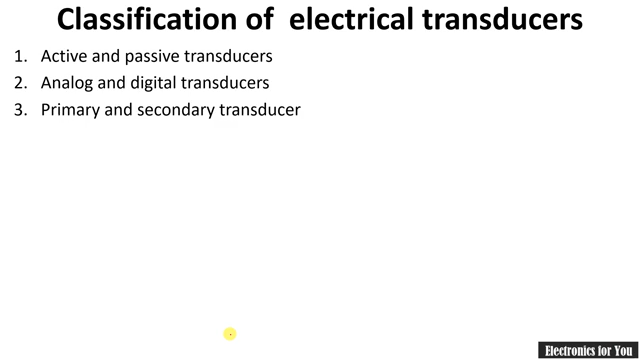 Classification of  electrical transducers
1. Active and passive transducers
2. Analog and digital transducers
3. Primary and secondary transducer
Electronics for You